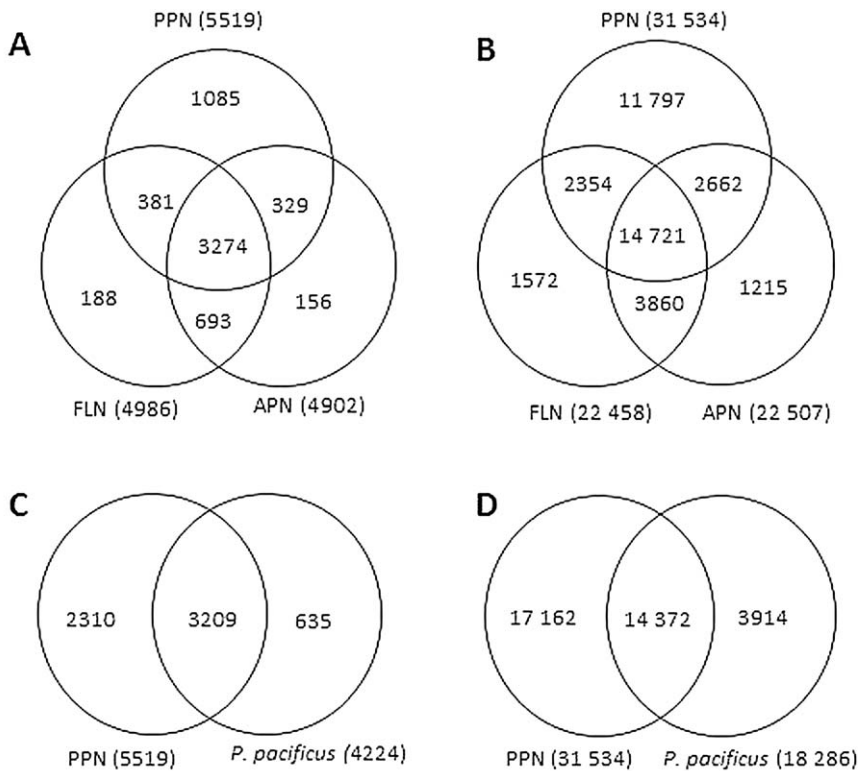 PPN (5519)
A
1085
381
329
3274
188
156
693
FLN (4986)
APN (4902)
PPN (31 534)
B
11 797
2354
2662
14 721
1572
1215
3860
FLN (22 458)
APN (22 507)
C
2310
3209
635
PPN (5519)
P. pacificus (4224)
D
17 162
14 372
3914
PPN (31 534)
P. pacificus (18 286)